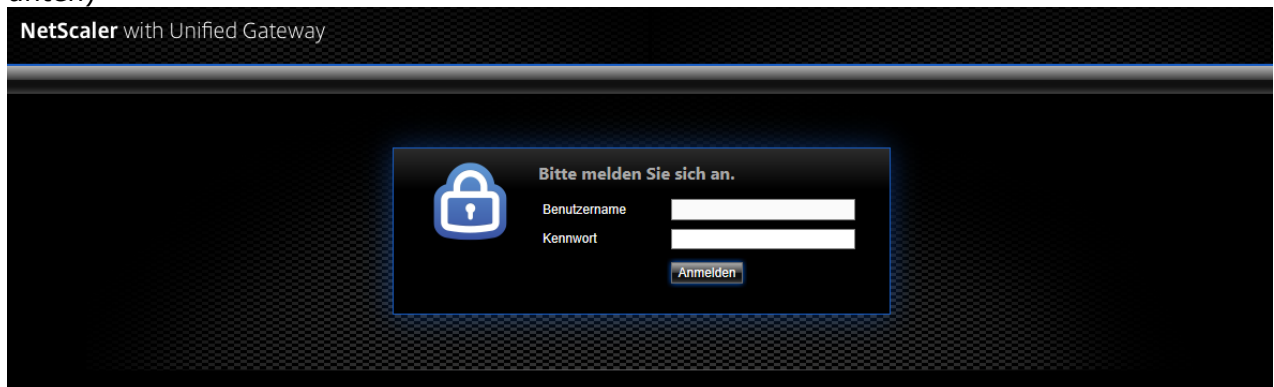 NetScaler with Unified Gateway
Bitte melden Sie sich an.
Benutzername
Kennwort
Anmelden